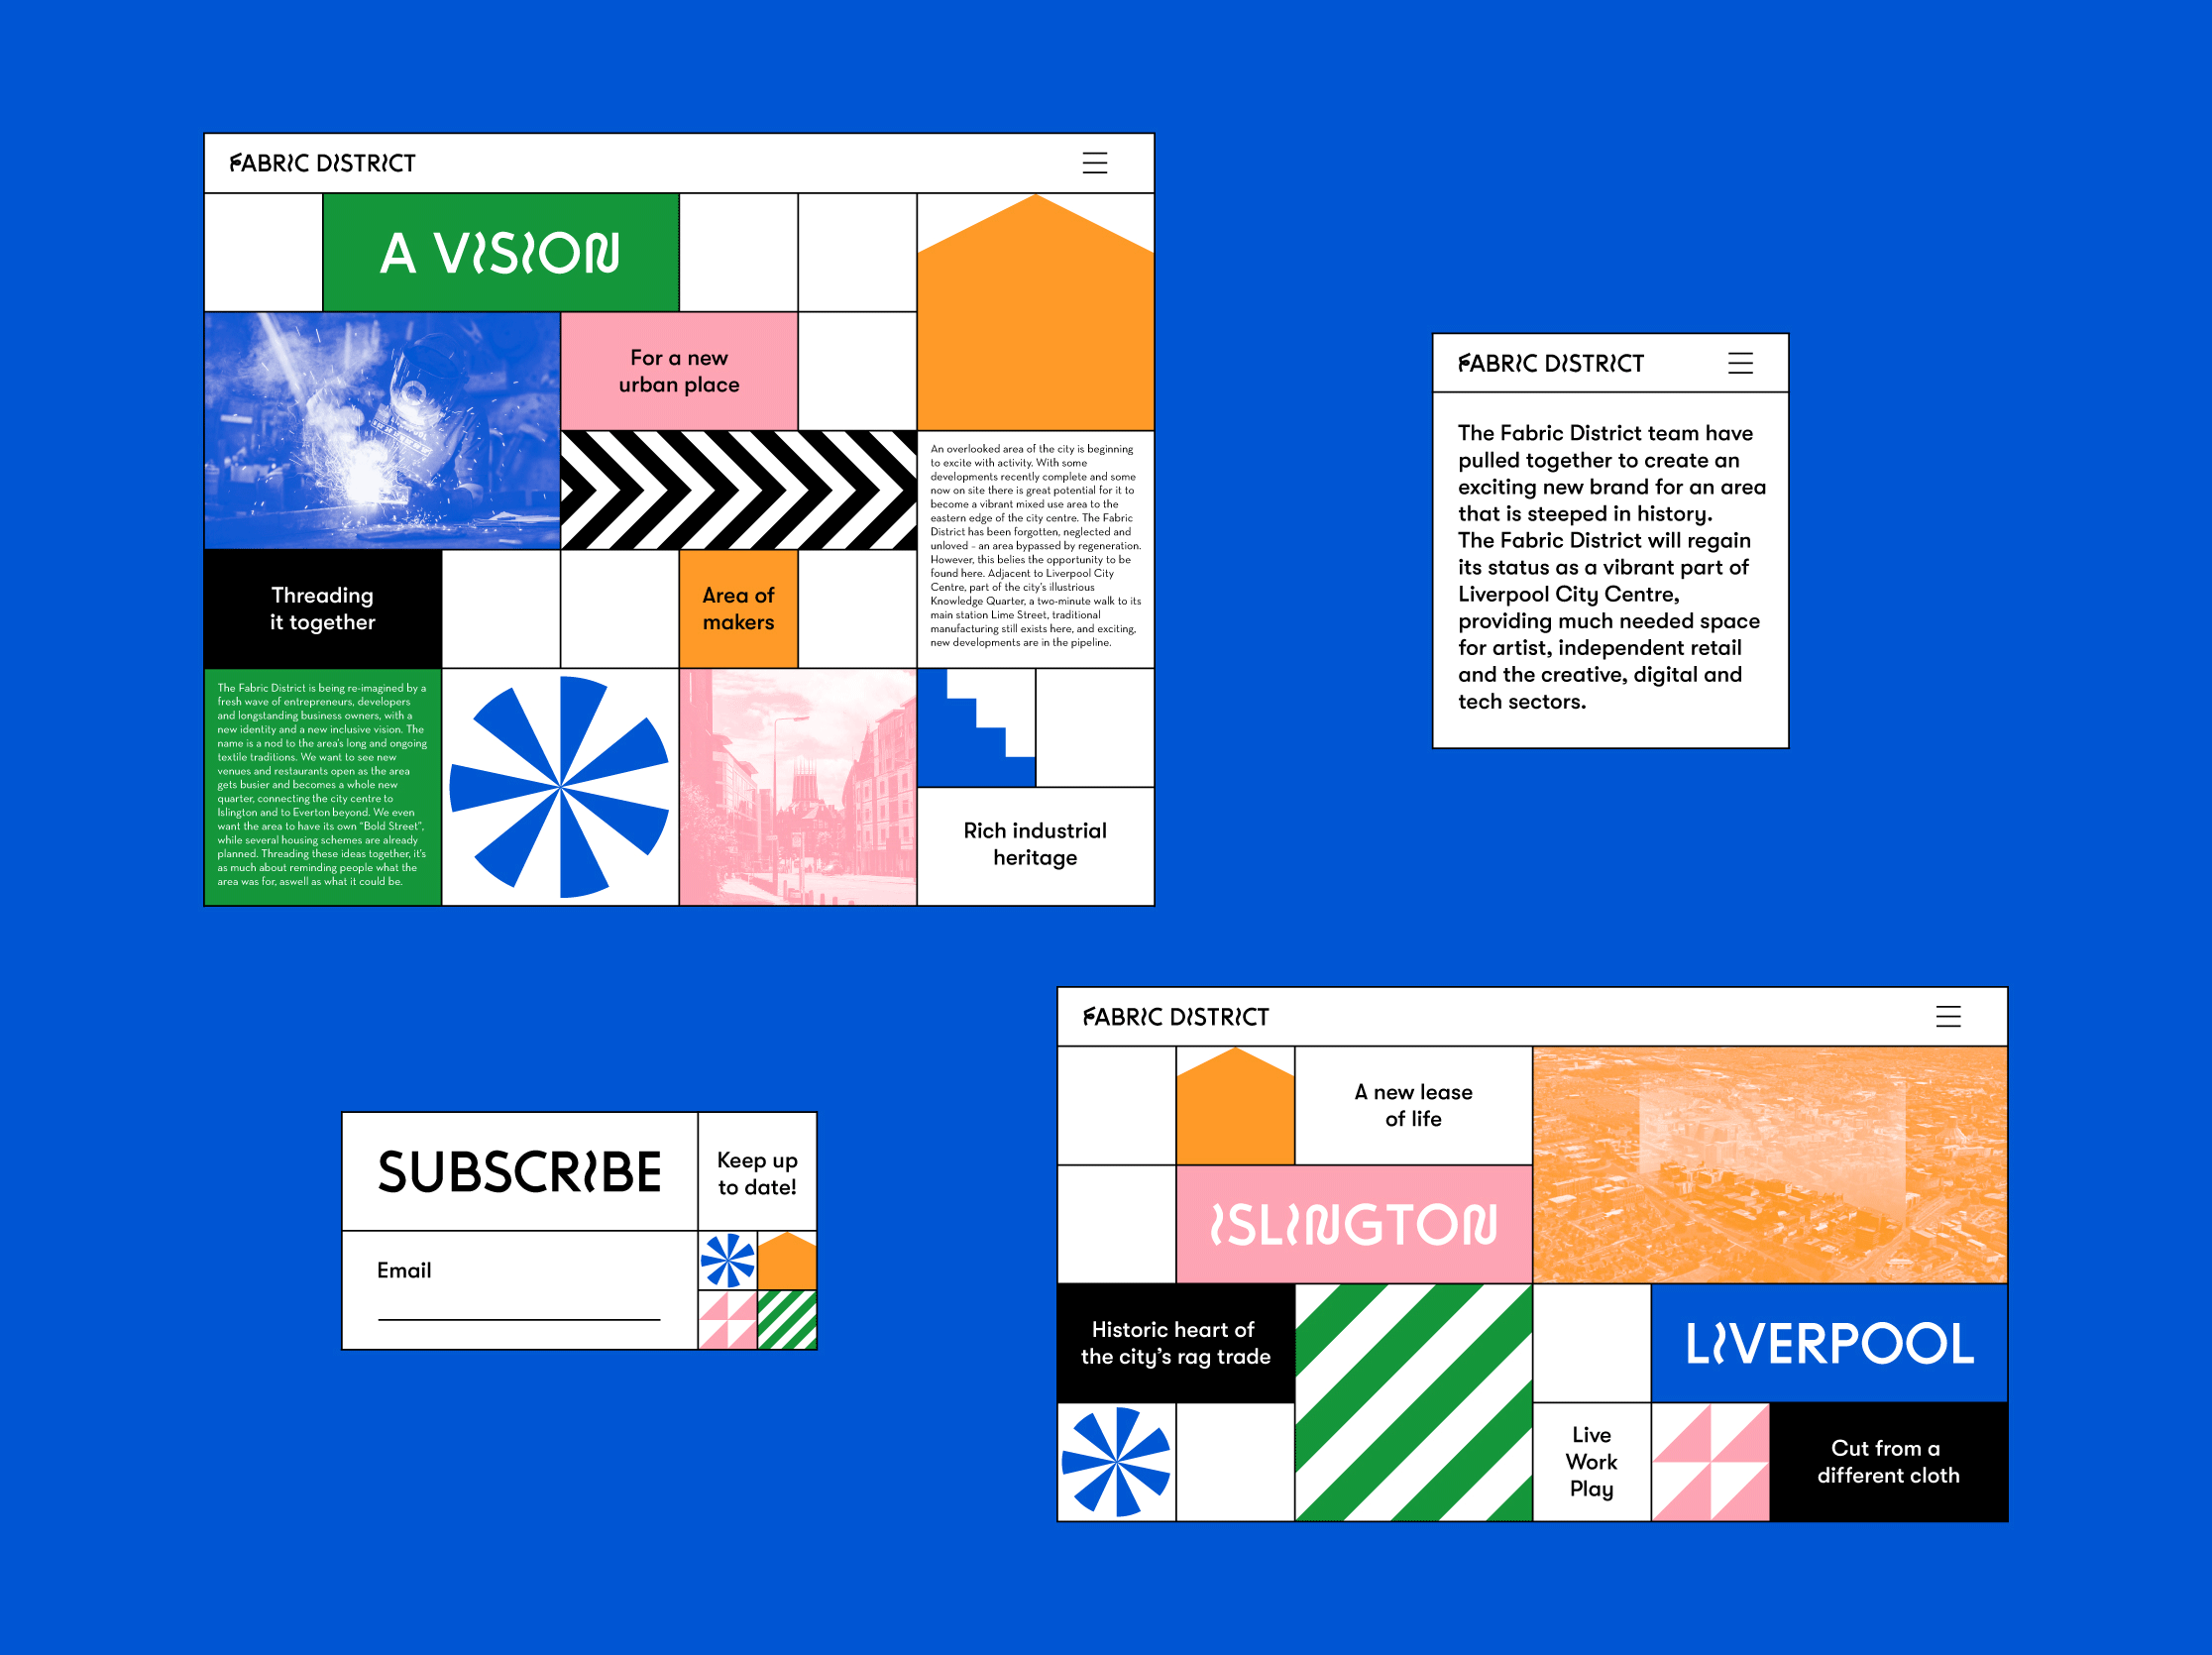 FABRIC DISTRICT
A VISION
For a new
urban place
An overlooked area of the city is beginning
to excite with activity. With some
developments recently complete and some
now on site there is great potential for it to
become a vibrant mixed use area to the
eastern edge of the city centre. The Fabric
District has been forgotten, neglected and
unloved – an area bypassed by regeneration.
However, this belies the opportunity to be
found here. Adjacent to Liverpool City
Centre, part of the city's illustrious
Knowledge Quarter, a two-minute walk to its
main station Lime Street, traditional
manufacturing still exists here, and exciting,
new developments are in the pipeline.
Threading
it together
Area of
makers
The Fabric District is being re-imagined by a
fresh wave of entrepreneurs, developers
and longstanding business owners, with a
new identity and a new inclusive vision. The
name is a nod to the area's long and ongoing
textile traditions. We want to see new
venues and restaurants open as the area
gets busier and becomes a whole new
quarter, connecting the city centre to
Islington and to Everton beyond. We even
want the area to have its own "Bold Street",
while several housing schemes are already
planned. Threading these ideas together, it's
as much about reminding people what the
area was for, aswell as what it could be.
Rich industrial
heritage
FABRIC DISTRICT
The Fabric District team have
pulled together to create an
exciting new brand for an area
that is steeped in history.
The Fabric District will regain
its status as a vibrant part of
Liverpool City Centre,
providing much needed space
for artist, independent retail
and the creative, digital and
tech sectors.
SUBSCRIBE
Keep up
to date!
Email
FABRIC DISTRICT
A new lease
of life
ISLINGTON
Historic heart of
the city's rag trade
LIVERPOOL
Live
Work
Play
Cut from a
different cloth